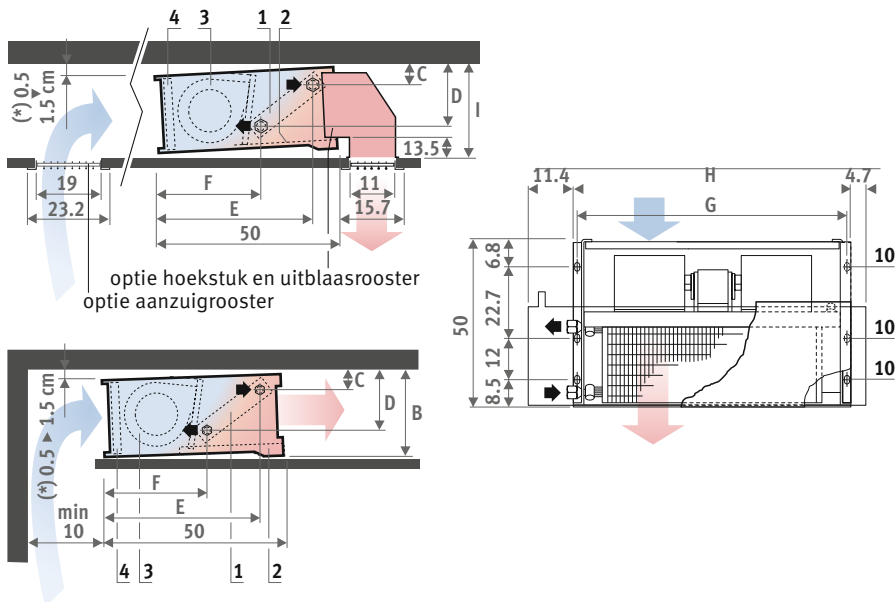 4 3 1 2
(*) 0.5 ▸ 1.5 cm
C
D
I
13.5
19
23.2
F
E
50
11
15.7
optie hoekstuk en uitblaasrooster
optie aanzuigrooster
11.4 H 4.7
G
6.8
10
50
22.7
10
12
10
8.5
(*) 0.5 ▸ 1.5 cm
C
D
B
F
min
10
E
50
4 3 1 2